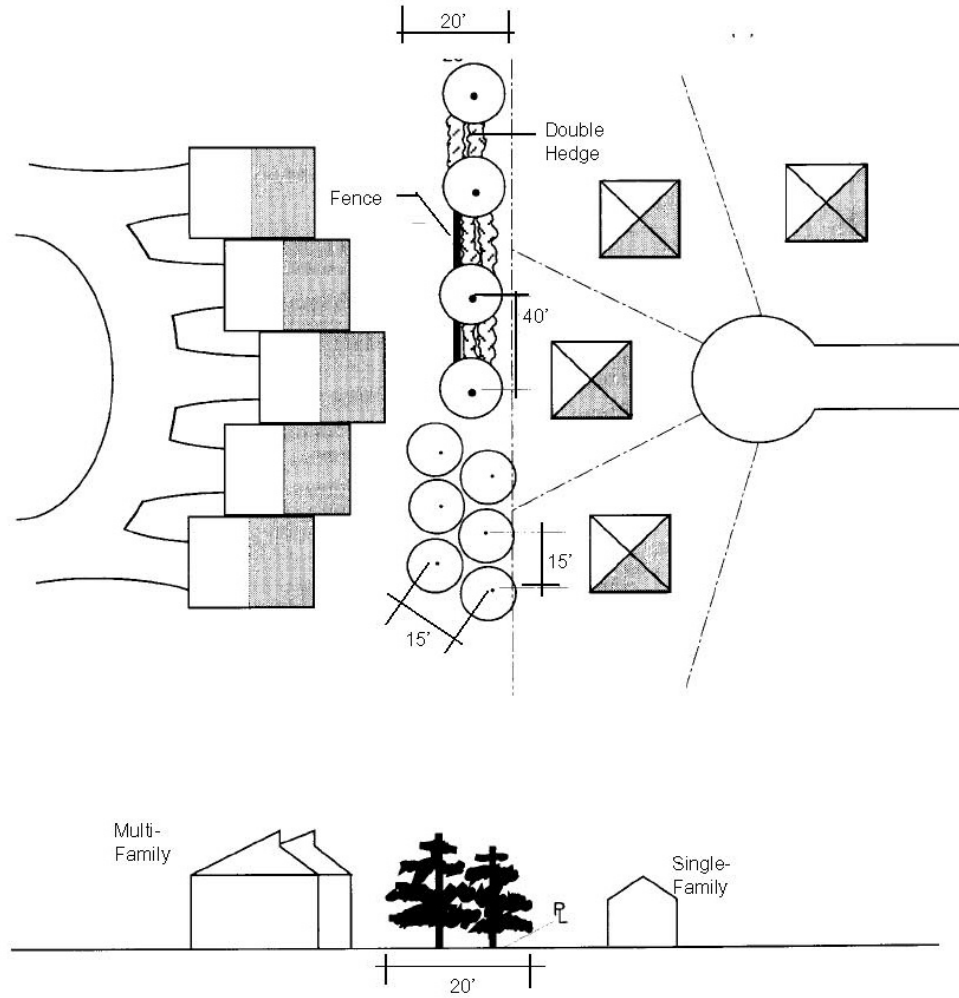 20'
Double
Hedge
Fence
40'
15'
15'
Multi-
Family
Single-
Family
PL
20'